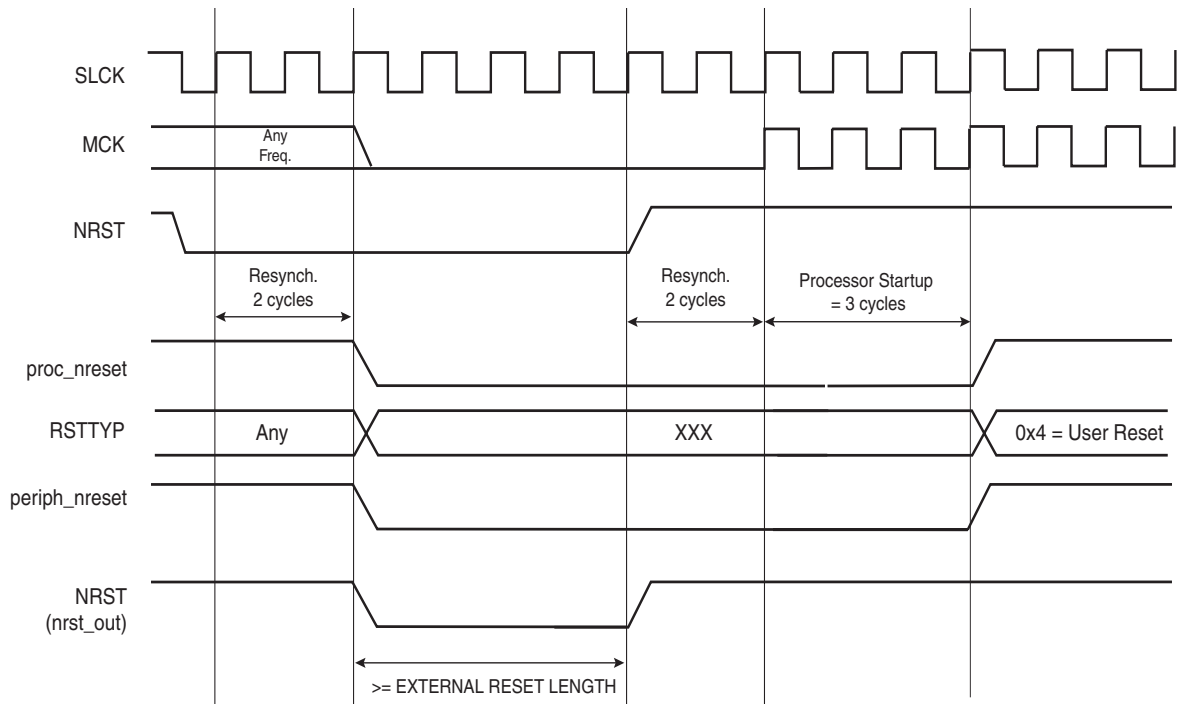 SLCK
MCK
Any
Freq.
NRST
Resynch.
2 cycles
Resynch.
2 cycles
Processor Startup
= 3 cycles
proc_nreset
RSTTYP
Any
XXX
0x4 = User Reset
periph_nreset
NRST
(nrst_out)
>= EXTERNAL RESET LENGTH